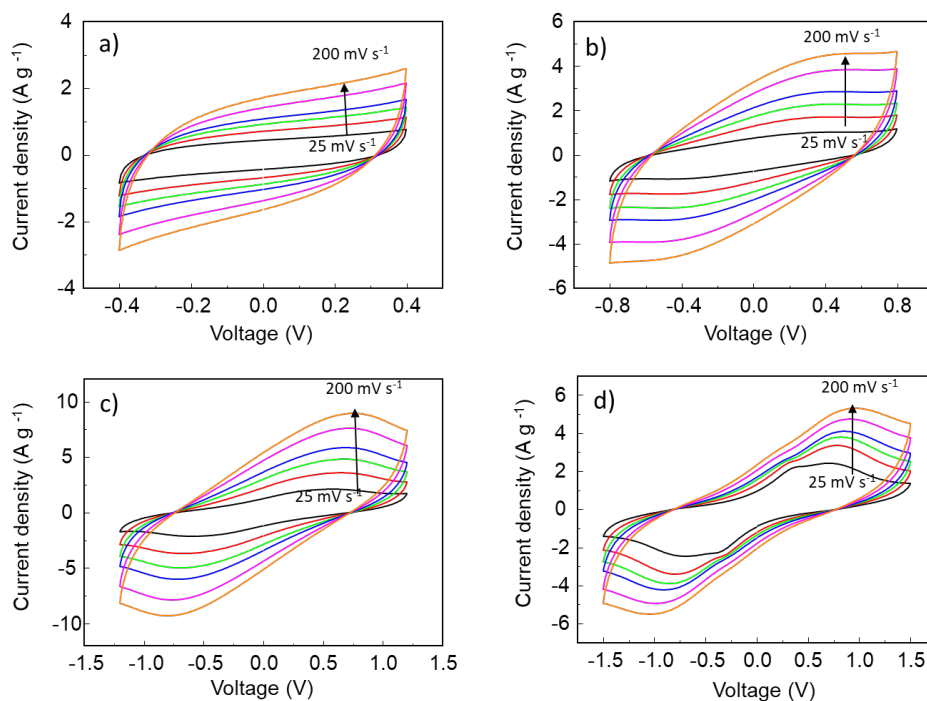 a)
200 mV s⁻¹
25 mV s⁻¹
Current density (A g⁻¹)
4
2
0
-2
-4
-0.4 -0.2 0.0 0.2 0.4
Voltage (V)
b)
200 mV s⁻¹
25 mV s⁻¹
Current density (A g⁻¹)
6
4
2
0
-2
-4
-6
-0.8 -0.4 0.0 0.4 0.8
Voltage (V)
c)
200 mV s⁻¹
25 mV s⁻¹
Current density (A g⁻¹)
10
5
0
-5
-10
-1.5 -1.0 -0.5 0.0 0.5 1.0 1.5
Voltage (V)
d)
200 mV s⁻¹
25 mV s⁻¹
Current density (A g⁻¹)
6
4
2
0
-2
-4
-6
-1.5 -1.0 -0.5 0.0 0.5 1.0 1.5
Voltage (V)